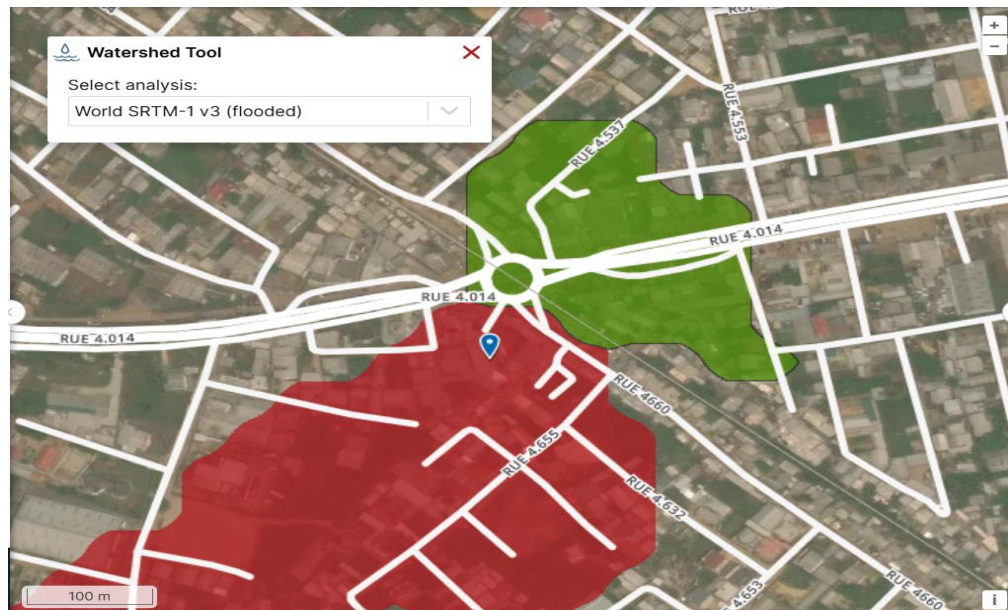 Watershed Tool
Select analysis:
World SRTM-1 v3 (flooded)
RUE 4.553
RUE 4.537
RUE 4.014
RUE 4.014
RUE 4.014
RUE 4660
RUE 4.655
RUE 4.632
RUE 4660
4.653
100 m
+
−
i